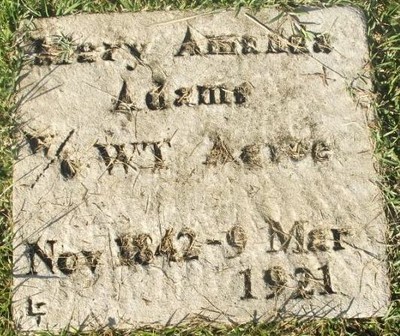 Mary Amanda
Adams
W/o WT Acree
Nov 1842-9 Mar
1921